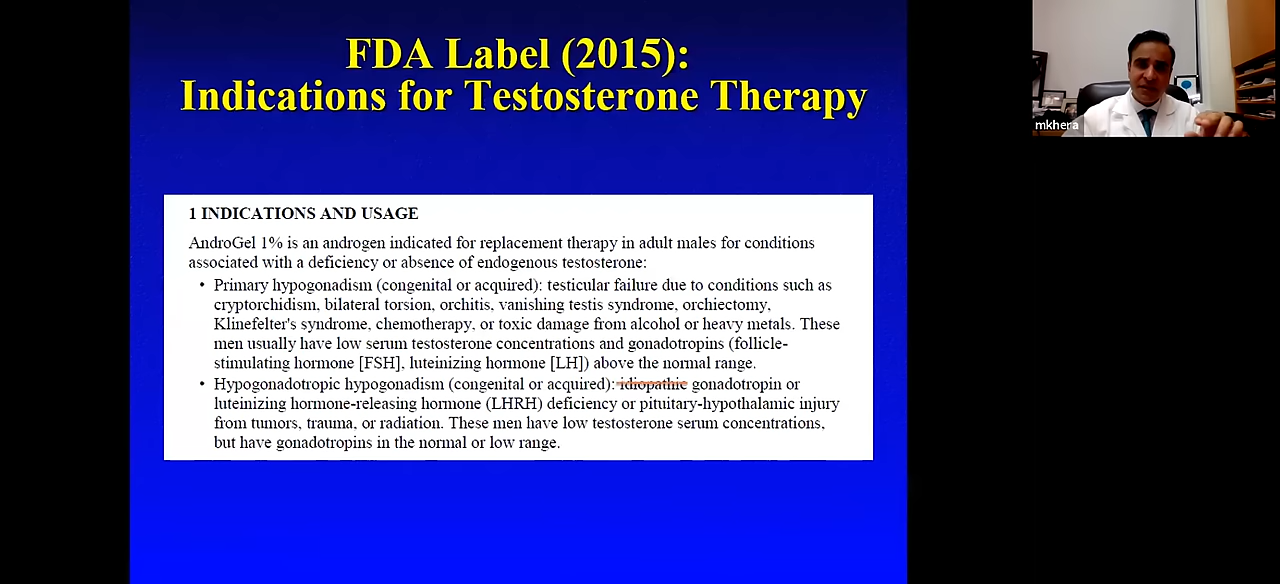 FDA Label (2015):
Indications for Testosterone Therapy
mkhera
1 INDICATIONS AND USAGE
AndroGel 1% is an androgen indicated for replacement therapy in adult males for conditions
associated with a deficiency or absence of endogenous testosterone:
• Primary hypogonadism (congenital or acquired): testicular failure due to conditions such as
cryptorchidism, bilateral torsion, orchitis, vanishing testis syndrome, orchiectomy,
Klinefelter's syndrome, chemotherapy, or toxic damage from alcohol or heavy metals. These
men usually have low serum testosterone concentrations and gonadotropins (follicle-
stimulating hormone [FSH], luteinizing hormone [LH]) above the normal range.
• Hypogonadotropic hypogonadism (congenital or acquired): idiopathic gonadotropin or
luteinizing hormone-releasing hormone (LHRH) deficiency or pituitary-hypothalamic injury
from tumors, trauma, or radiation. These men have low testosterone serum concentrations,
but have gonadotropins in the normal or low range.